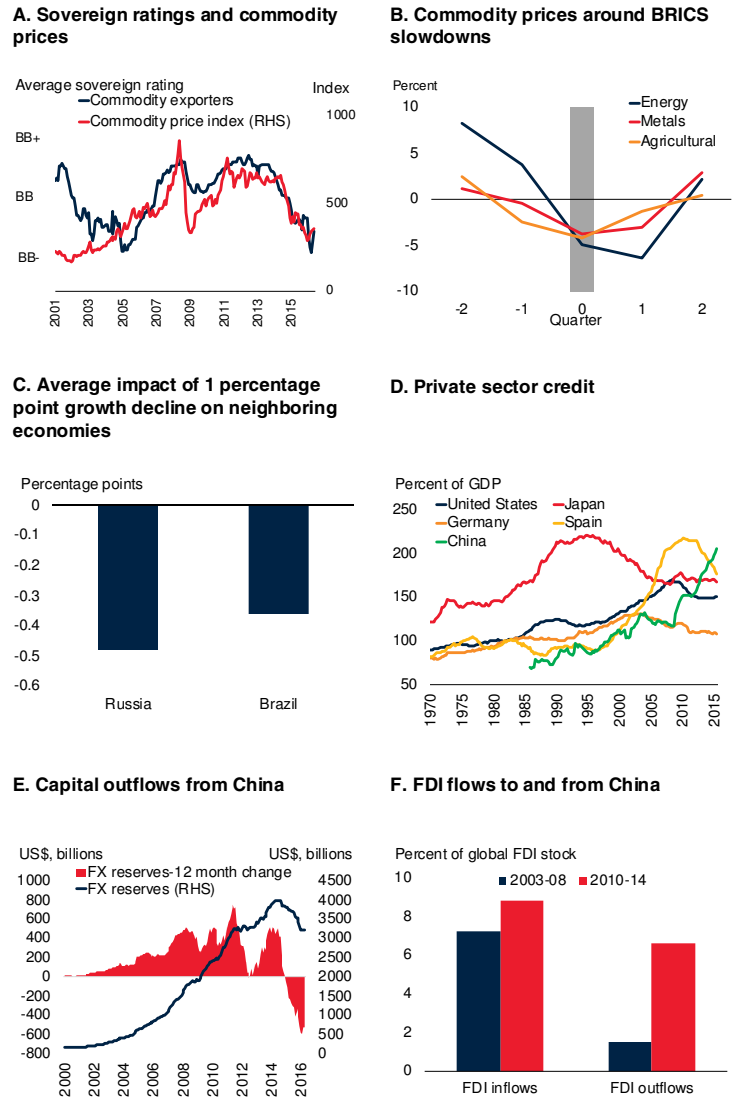 A. Sovereign ratings and commodity
prices
Average sovereign rating
Index
Commodity exporters
Commodity price index (RHS)
1000
BB+
BB
500
BB-
0
2001 2003 2005 2007 2009 2011 2013 2015
B. Commodity prices around BRICS
slowdowns
Percent
10
Energy
Metals
Agricultural
5
0
-5
-10
-2 -1 0 1 2
Quarter
C. Average impact of 1 percentage
point growth decline on neighboring
economies
Percentage points
0
-0.1
-0.2
-0.3
-0.4
-0.5
-0.6
Russia Brazil
D. Private sector credit
Percent of GDP
250
United States Japan
Germany Spain
China
200
150
100
50
1970 1975 1980 1985 1990 1995 2000 2005 2010 2015
E. Capital outflows from China
US$, billions US$, billions
FX reserves-12 month change
FX reserves (RHS)
1000 4500
800 4000
600 3500
400 3000
200 2500
0 2000
-200 1500
-400 1000
-600 500
-800 0
2000 2002 2004 2006 2008 2010 2012 2014 2016
F. FDI flows to and from China
Percent of global FDI stock
10
2003-08 2010-14
8
6
4
2
0
FDI inflows FDI outflows